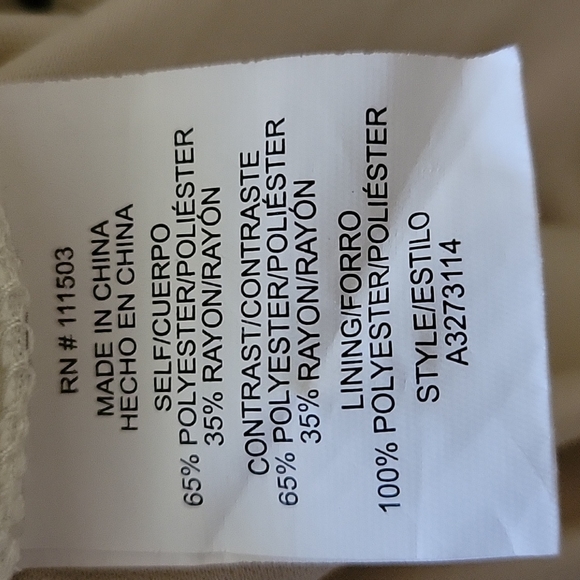 RN # 111503
MADE IN CHINA
HECHO EN CHINA
SELF/CUERPO
65% POLYESTER/POLIÉSTER
35% RAYON/RAYÓN
CONTRAST/CONTRASTE
65% POLYESTER/POLIÉSTER
35% RAYON/RAYÓN
LINING/FORRO
100% POLYESTER/POLIÉSTER
STYLE/ESTILO
A3273114